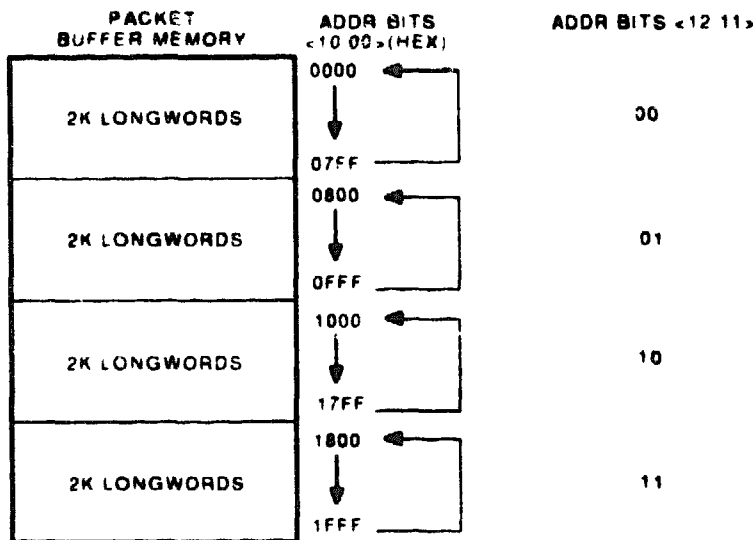 PACKET
BUFFER MEMORY
ADDR BITS
<10 00>(HEX)
ADDR BITS <12 11>
2K LONGWORDS
0000
07FF
00
2K LONGWORDS
0800
0FFF
01
2K LONGWORDS
1000
17FF
10
2K LONGWORDS
1800
1FFF
11